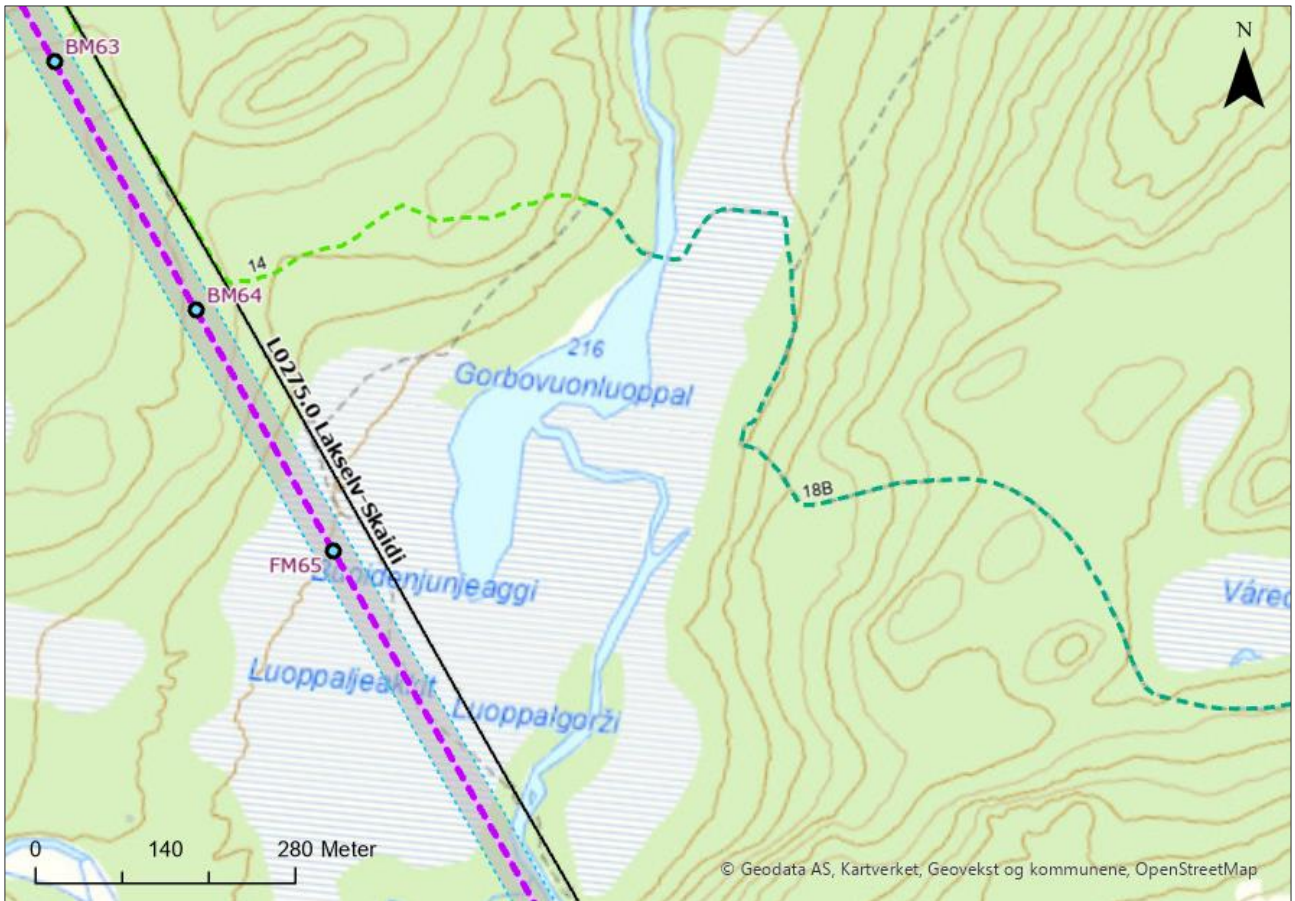 BM63
N
14
BM64
L0275.0 Lakselv-Skaidi
216
Gorbovuonluoppal
18B
FM65
Luoppalgorži
0 140 280 Meter
© Geodata AS, Kartverket, Geovekst og kommunene, OpenStreetMap